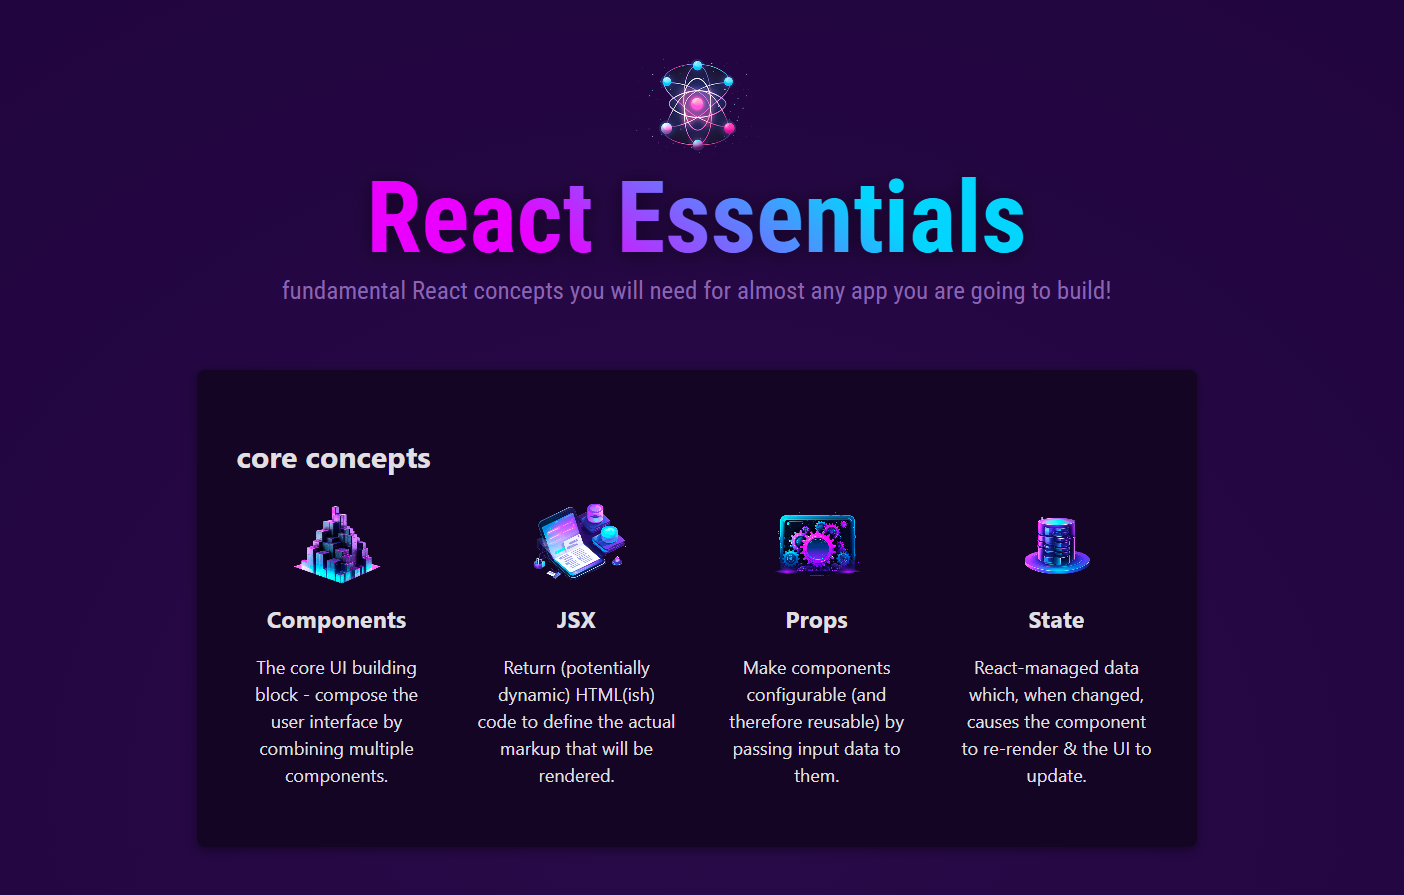 React Essentials
fundamental React concepts you will need for almost any app you are going to build!
core concepts
Components
The core UI building
block - compose the
user interface by
combining multiple
components.
JSX
Return (potentially
dynamic) HTML(ish)
code to define the actual
markup that will be
rendered.
Props
Make components
configurable (and
therefore reusable) by
passing input data to
them.
State
React-managed data
which, when changed,
causes the component
to re-render & the UI to
update.